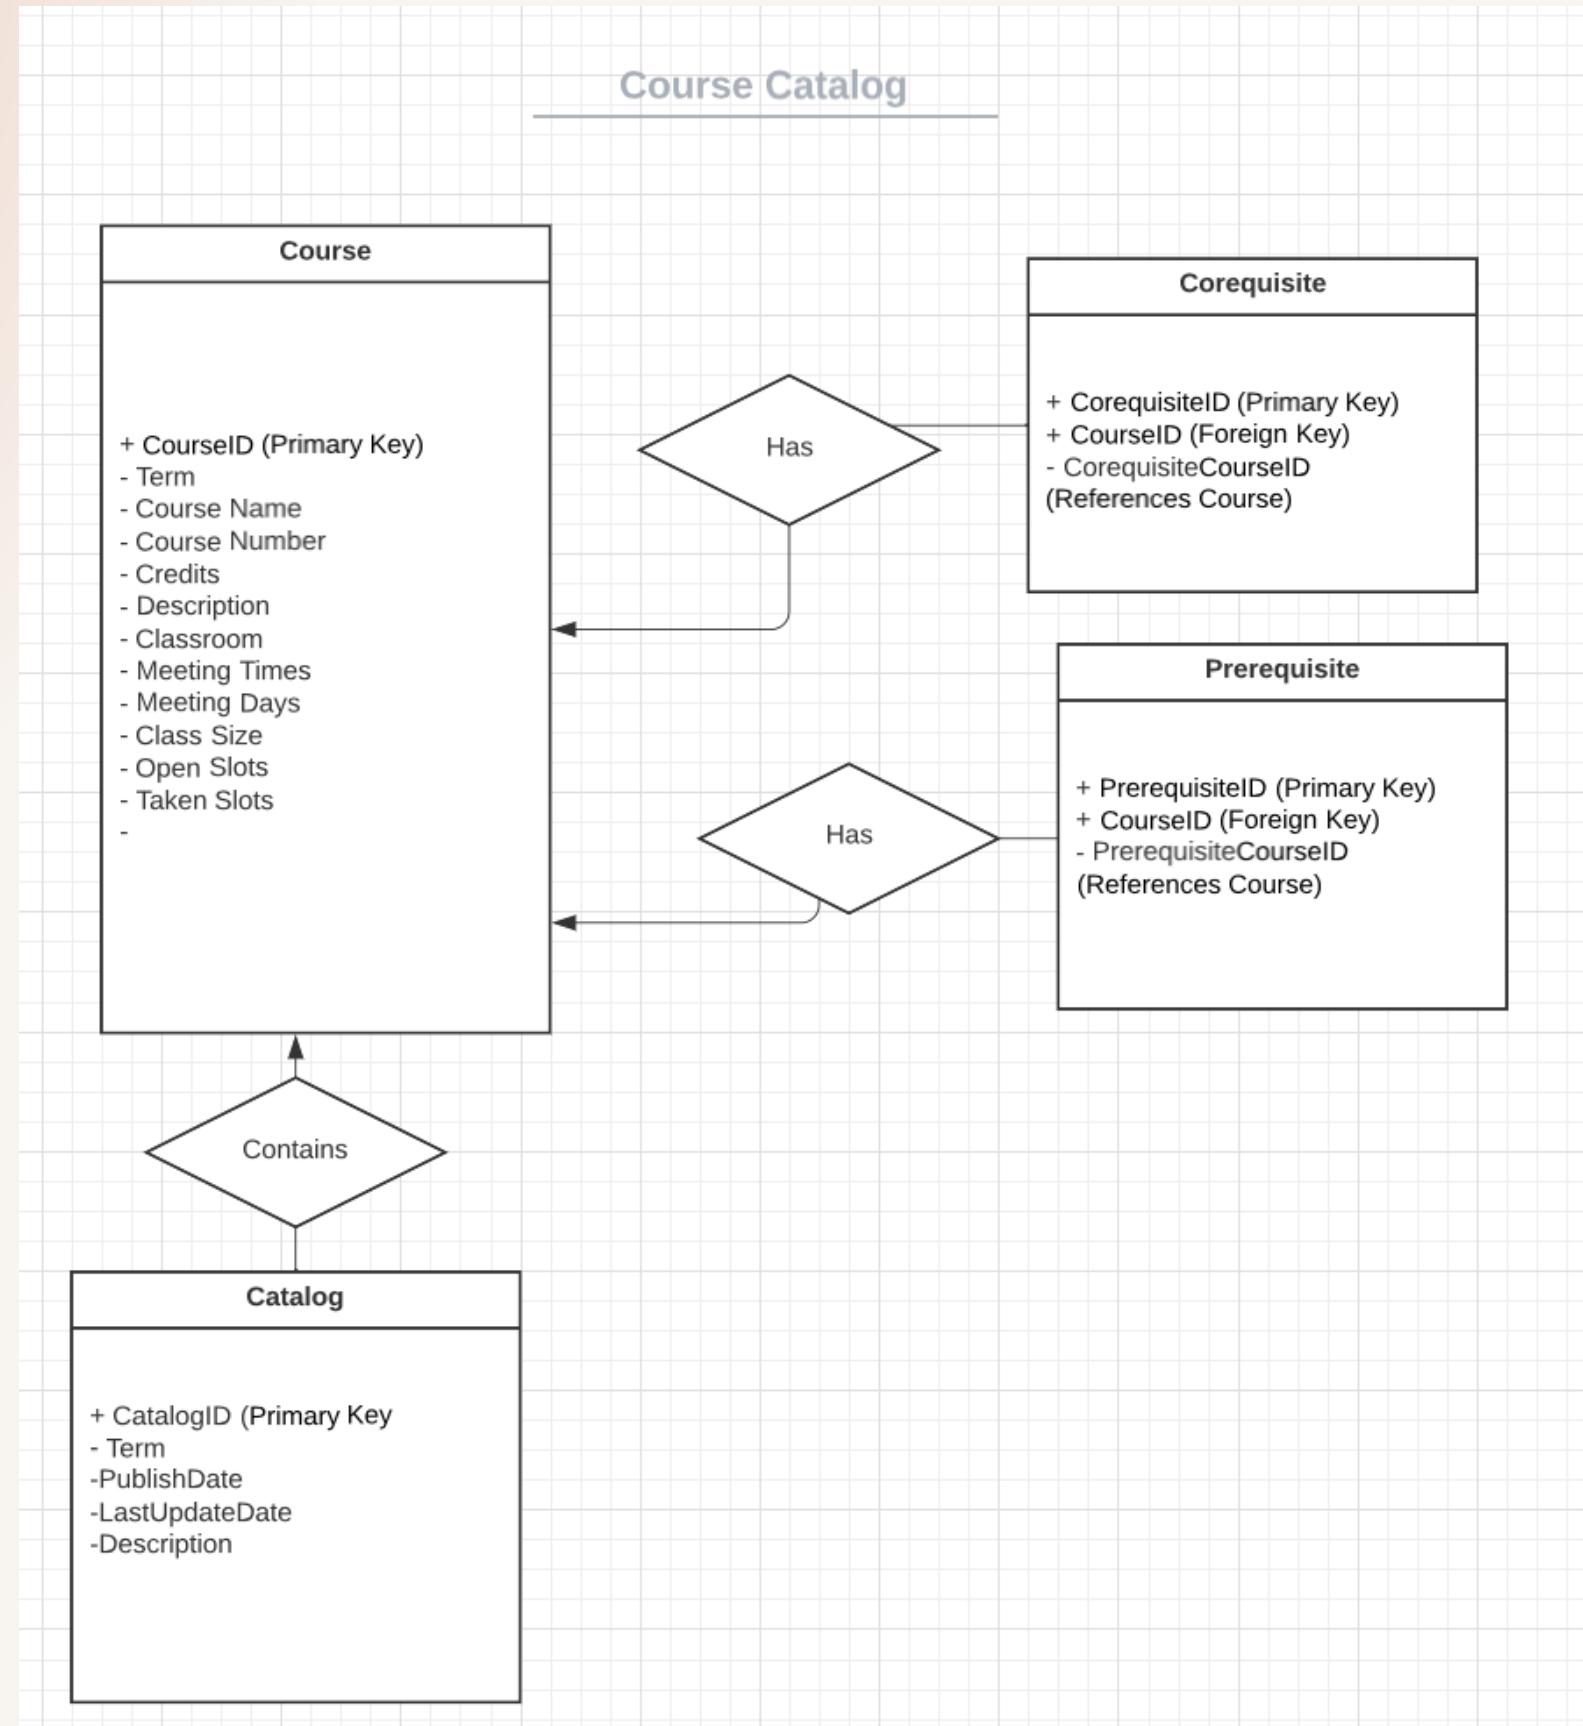 Course Catalog
Course
+ CourseID (Primary Key)
- Term
- Course Name
- Course Number
- Credits
- Description
- Classroom
- Meeting Times
- Meeting Days
- Class Size
- Open Slots
- Taken Slots
-
Has
Corequisite
+ CorequisiteID (Primary Key)
+ CourseID (Foreign Key)
- CorequisiteCourseID
(References Course)
Has
Prerequisite
+ PrerequisiteID (Primary Key)
+ CourseID (Foreign Key)
- PrerequisiteCourseID
(References Course)
Contains
Catalog
+ CatalogID (Primary Key
- Term
-PublishDate
-LastUpdateDate
-Description